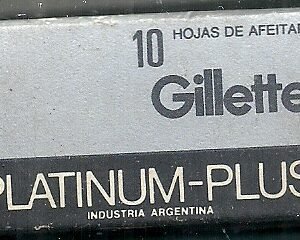 10 HOJAS DE AFEITAR
Gillette
PLATINUM-PLUS
INDUSTRIA ARGENTINA